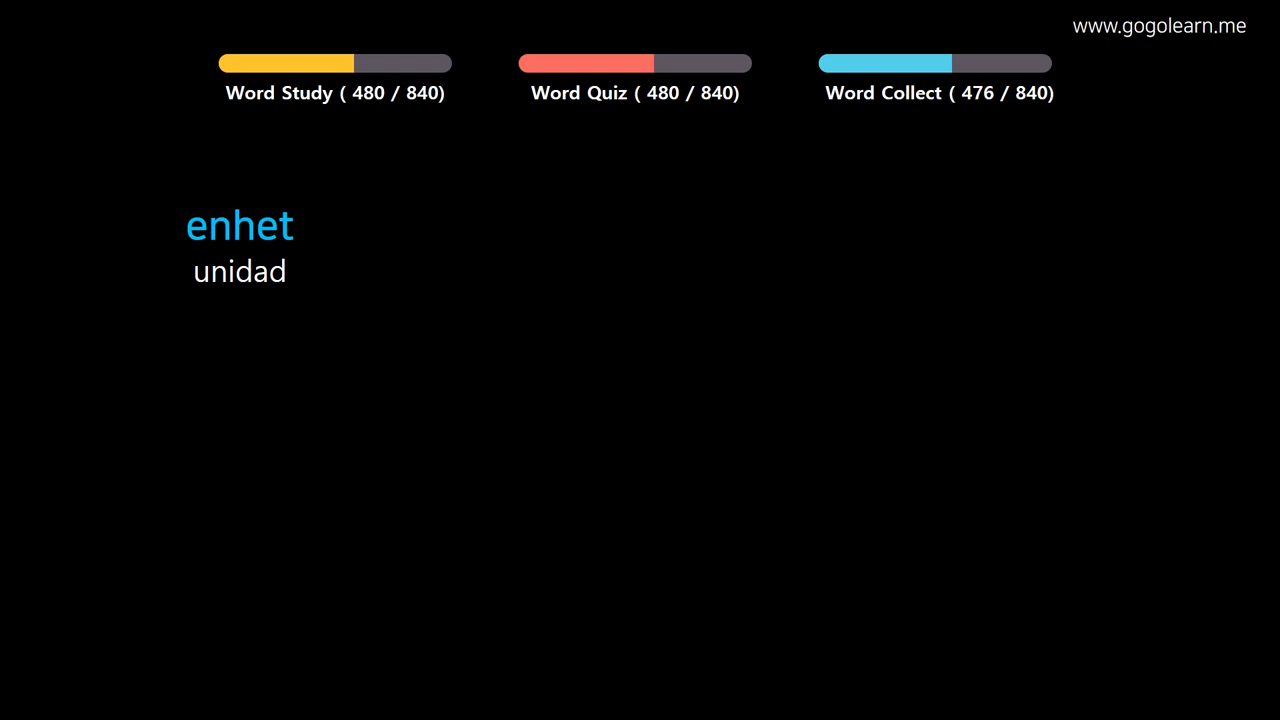 www.gogolearn.me
Word Study ( 480 / 840)
Word Quiz ( 480 / 840)
Word Collect ( 476 / 840)
enhet
unidad